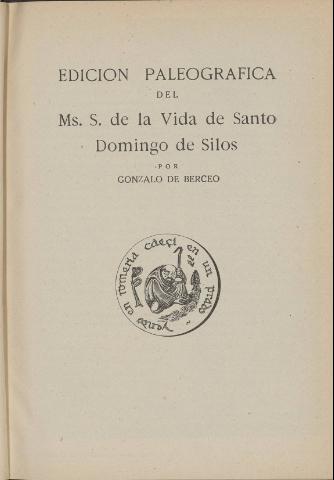 EDICION PALEOGRAFICA
DEL
Ms. S. de la Vida de Santo
Domingo de Silos
POR
GONZALO DE BERCEO
yendo en romeria caeçi en un prado